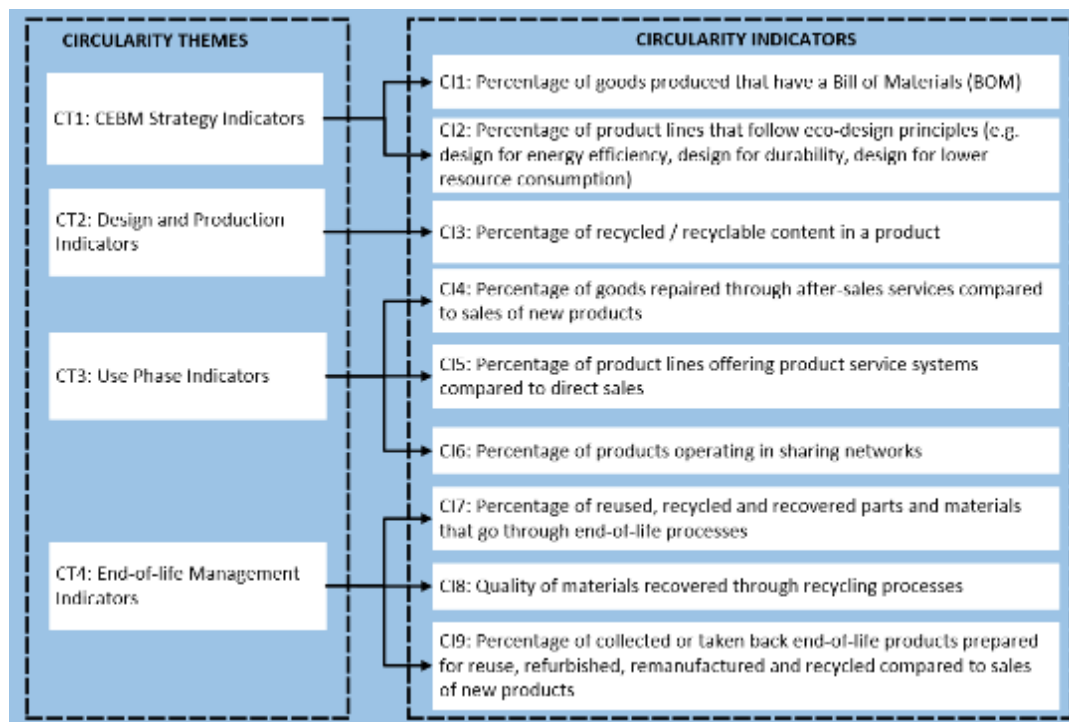 CIRCULARITY THEMES
CT1: CEBM Strategy Indicators
CT2: Design and Production
Indicators
CT3: Use Phase Indicators
CT4: End-of-life Management
Indicators
CIRCULARITY INDICATORS
CI1: Percentage of goods produced that have a Bill of Materials (BOM)
CI2: Percentage of product lines that follow eco-design principles (e.g.
design for energy efficiency, design for durability, design for lower
resource consumption)
CI3: Percentage of recycled / recyclable content in a product
CI4: Percentage of goods repaired through after-sales services compared
to sales of new products
CI5: Percentage of product lines offering product service systems
compared to direct sales
CI6: Percentage of products operating in sharing networks
CI7: Percentage of reused, recycled and recovered parts and materials
that go through end-of-life processes
CI8: Quality of materials recovered through recycling processes
CI9: Percentage of collected or taken back end-of-life products prepared
for reuse, refurbished, remanufactured and recycled compared to sales
of new products